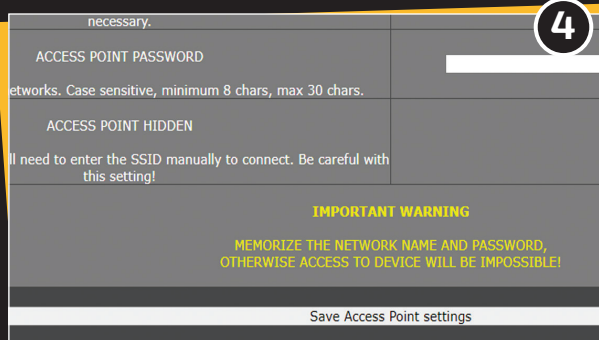 necessary.
4
ACCESS POINT PASSWORD
etworks. Case sensitive, minimum 8 chars, max 30 chars.
ACCESS POINT HIDDEN
ll need to enter the SSID manually to connect. Be careful with
this setting!
IMPORTANT WARNING
MEMORIZE THE NETWORK NAME AND PASSWORD,
OTHERWISE ACCESS TO DEVICE WILL BE IMPOSSIBLE!
Save Access Point settings